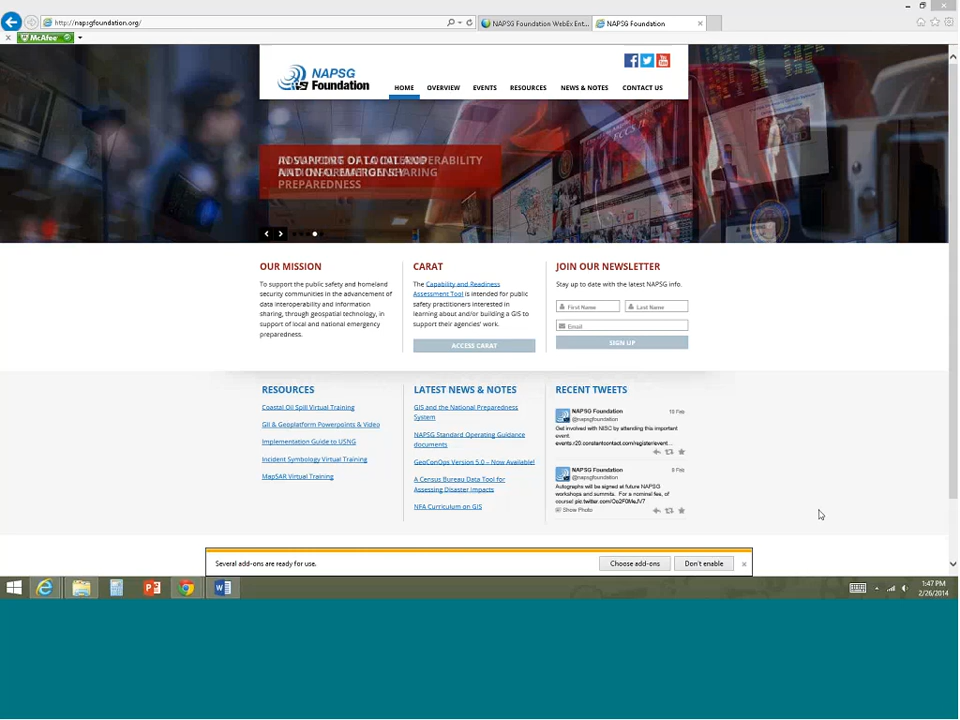 http://napsgfoundation.org/
NAPSG Foundation WebEx Ent...
NAPSG Foundation
McAfee
NAPSG
Foundation
HOME
OVERVIEW
EVENTS
RESOURCES
NEWS & NOTES
CONTACT US
OUR MISSION
To support the public safety and homeland
security communities in the advancement of
data interoperability and information
sharing, through geospatial technology, in
support of local and national emergency
preparedness.
CARAT
The Capability and Readiness
Assessment Tool is intended for public
safety practitioners interested in
learning about and/or building a GIS to
support their agencies' work.
ACCESS CARAT
JOIN OUR NEWSLETTER
Stay up to date with the latest NAPSG info.
First Name
Last Name
Email
SIGN UP
RESOURCES
Coastal Oil Spill Virtual Training
GII & Geoplatform Powerpoints & Video
Implementation Guide to USNG
Incident Symbology Virtual Training
MapSAR Virtual Training
LATEST NEWS & NOTES
GIS and the National Preparedness
System
NAPSG Standard Operating Guidance
documents
GeoConOps Version 5.0 – Now Available!
A Census Bureau Data Tool for
Assessing Disaster Impacts
NFA Curriculum on GIS
RECENT TWEETS
NAPSG Foundation
@napsgfoundation
Get involved with NISC by attending this important
event.
events.r20.constantcontact.com/register/event...
NAPSG Foundation
8 Feb
@napsgfoundation
Autographs will be signed at future NAPSG
workshops and summits. For a nominal fee, of
course!
Show Photo
Several add-ons are ready for use.
Choose add-ons
Don't enable
1:47 PM
2/26/2014